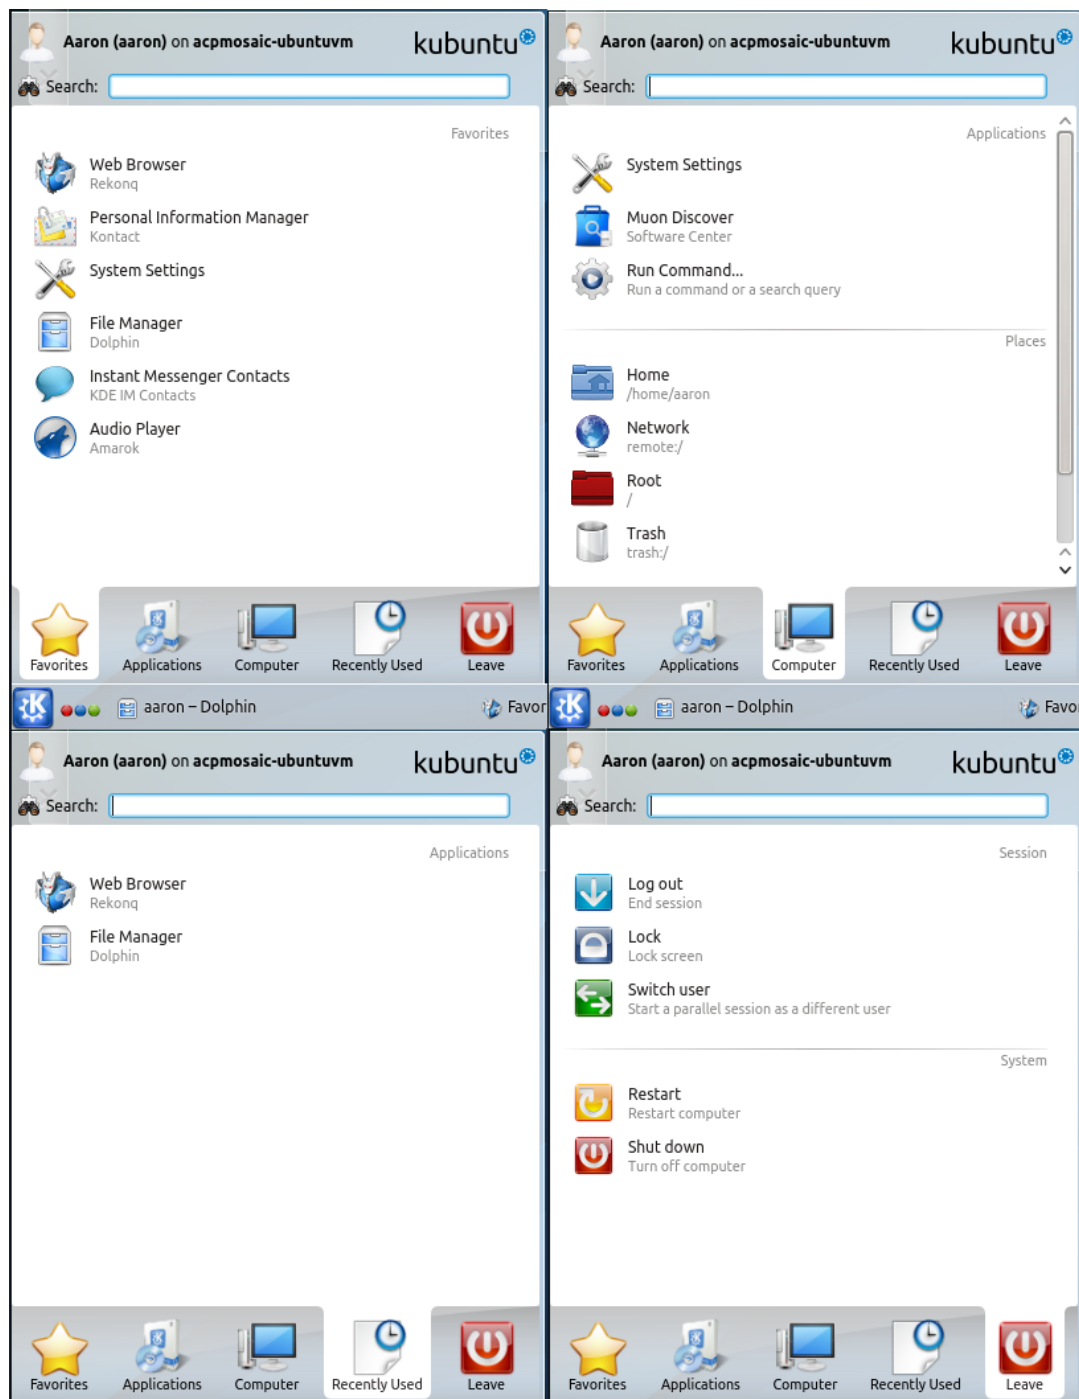 Aaron (aaron) on acpmosaic-ubuntuvm kubuntu
Search:
Favorites
Web Browser
Rekonq
Personal Information Manager
Kontact
System Settings
File Manager
Dolphin
Instant Messenger Contacts
KDE IM Contacts
Audio Player
Amarok
Favorites Applications Computer Recently Used Leave
aaron – Dolphin Favor
Aaron (aaron) on acpmosaic-ubuntuvm kubuntu
Search:
Applications
System Settings
Muon Discover
Software Center
Run Command...
Run a command or a search query
Places
Home
/home/aaron
Network
remote:/
Root
/
Trash
trash:/
Favorites Applications Computer Recently Used Leave
aaron – Dolphin Favo
Aaron (aaron) on acpmosaic-ubuntuvm kubuntu
Search:
Applications
Web Browser
Rekonq
File Manager
Dolphin
Favorites Applications Computer Recently Used Leave
Aaron (aaron) on acpmosaic-ubuntuvm kubuntu
Search:
Session
Log out
End session
Lock
Lock screen
Switch user
Start a parallel session as a different user
System
Restart
Restart computer
Shut down
Turn off computer
Favorites Applications Computer Recently Used Leave